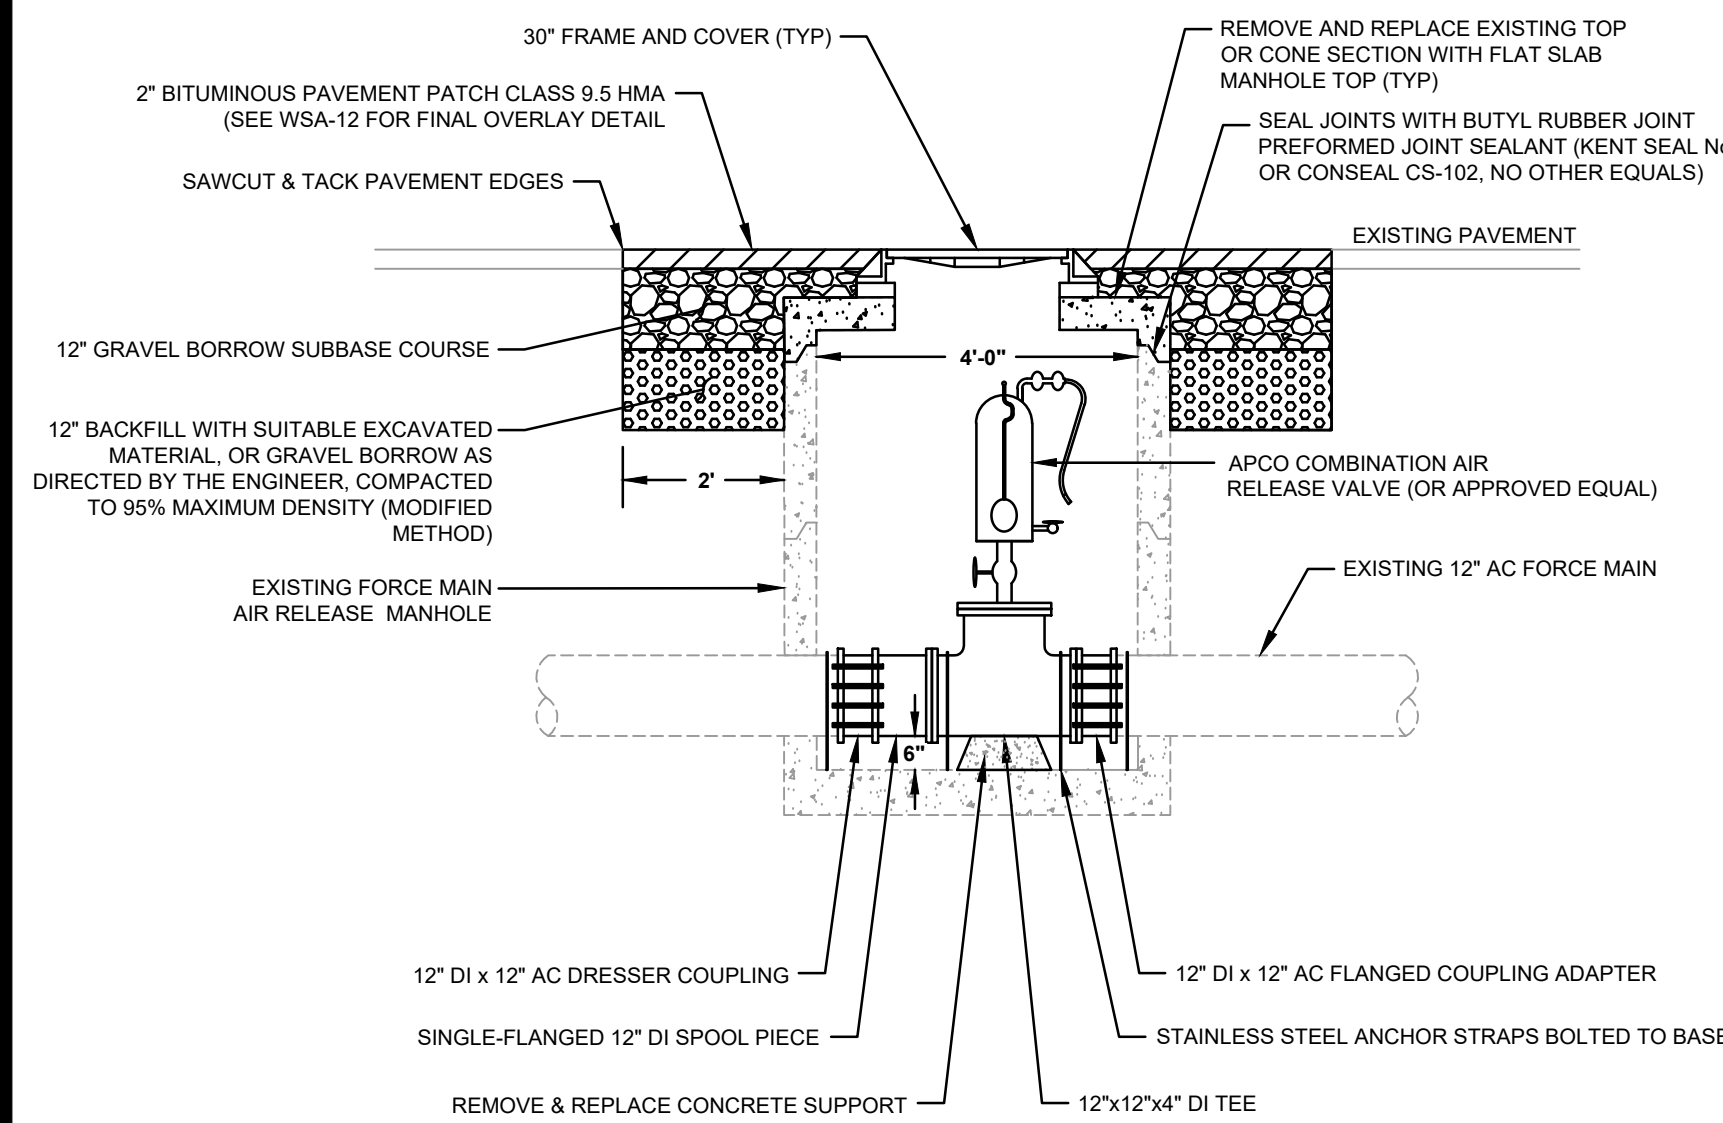 30" FRAME AND COVER (TYP)
REMOVE AND REPLACE EXISTING TOP
OR CONE SECTION WITH FLAT SLAB
MANHOLE TOP (TYP)
2" BITUMINOUS PAVEMENT PATCH CLASS 9.5 HMA
(SEE WSA-12 FOR FINAL OVERLAY DETAIL
SEAL JOINTS WITH BUTYL RUBBER JOINT
PREFORMED JOINT SEALANT (KENT SEAL No
OR CONSEAL CS-102, NO OTHER EQUALS)
SAWCUT & TACK PAVEMENT EDGES
EXISTING PAVEMENT
12" GRAVEL BORROW SUBBASE COURSE
4'-0"
12" BACKFILL WITH SUITABLE EXCAVATED
MATERIAL, OR GRAVEL BORROW AS
DIRECTED BY THE ENGINEER, COMPACTED
TO 95% MAXIMUM DENSITY (MODIFIED
METHOD)
2'
APCO COMBINATION AIR
RELEASE VALVE (OR APPROVED EQUAL)
EXISTING FORCE MAIN
AIR RELEASE MANHOLE
EXISTING 12" AC FORCE MAIN
6"
12" DI x 12" AC DRESSER COUPLING
12" DI x 12" AC FLANGED COUPLING ADAPTER
SINGLE-FLANGED 12" DI SPOOL PIECE
STAINLESS STEEL ANCHOR STRAPS BOLTED TO BASE
REMOVE & REPLACE CONCRETE SUPPORT
12"x12"x4" DI TEE